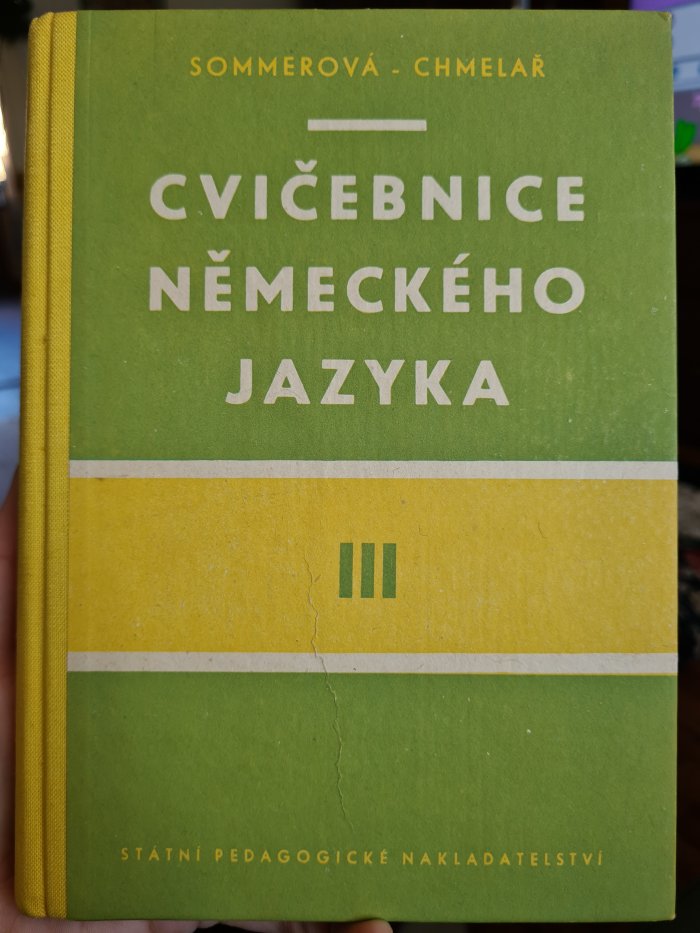 SOMMEROVÁ - CHMELAŘ
CVIČEBNICE
NĚMECKÉHO
JAZYKA
III
STÁTNÍ PEDAGOGICKÉ NAKLADATELSTVÍ